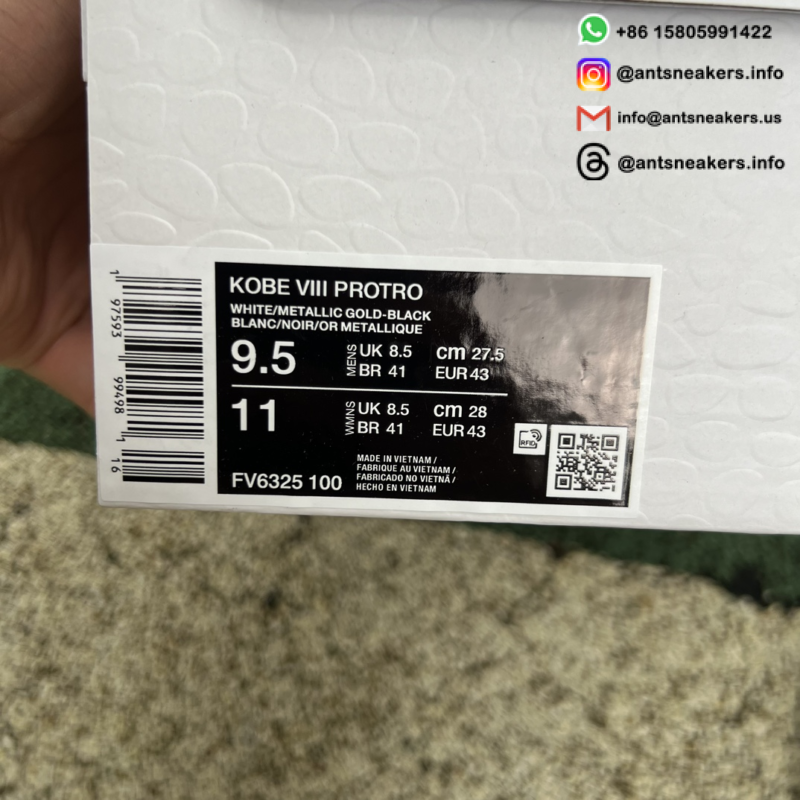 +86 15805991422
@antsneakers.info
info@antsneakers.us
@antsneakers.info
KOBE VIII PROTRO
WHITE/METALLIC GOLD-BLACK
BLANC/NOIR/OR METALLIQUE
9.5 MENS UK 8.5 cm 27.5
BR 41 EUR 43
11 WMNS UK 8.5 cm 28
BR 41 EUR 43
RFID
FV6325 100
MADE IN VIETNAM /
FABRIQUE AU VIETNAM /
FABRICADO NO VIETNÃ /
HECHO EN VIETNAM
1 97593 99498 1 16